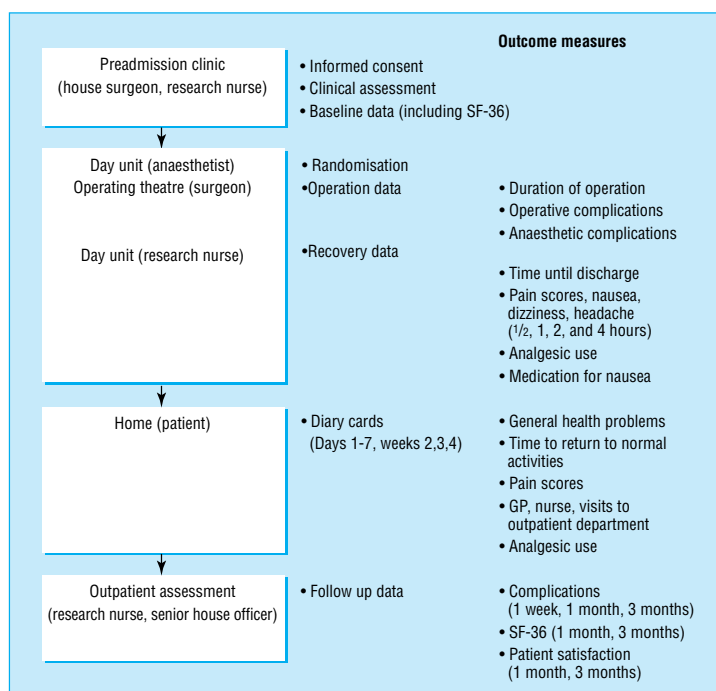 Outcome measures
Preadmission clinic
(house surgeon, research nurse)
• Informed consent
• Clinical assessment
• Baseline data (including SF-36)
Day unit (anaesthetist)
Operating theatre (surgeon)
• Randomisation
•Operation data
• Duration of operation
• Operative complications
• Anaesthetic complications
Day unit (research nurse)
•Recovery data
• Time until discharge
• Pain scores, nausea,
dizziness, headache
(1/2, 1, 2, and 4 hours)
• Analgesic use
• Medication for nausea
Home (patient)
• Diary cards
(Days 1-7, weeks 2,3,4)
• General health problems
• Time to return to normal
activities
• Pain scores
• GP, nurse, visits to
outpatient department
• Analgesic use
Outpatient assessment
(research nurse, senior house officer)
• Follow up data
• Complications
(1 week, 1 month, 3 months)
• SF-36 (1 month, 3 months)
• Patient satisfaction
(1 month, 3 months)